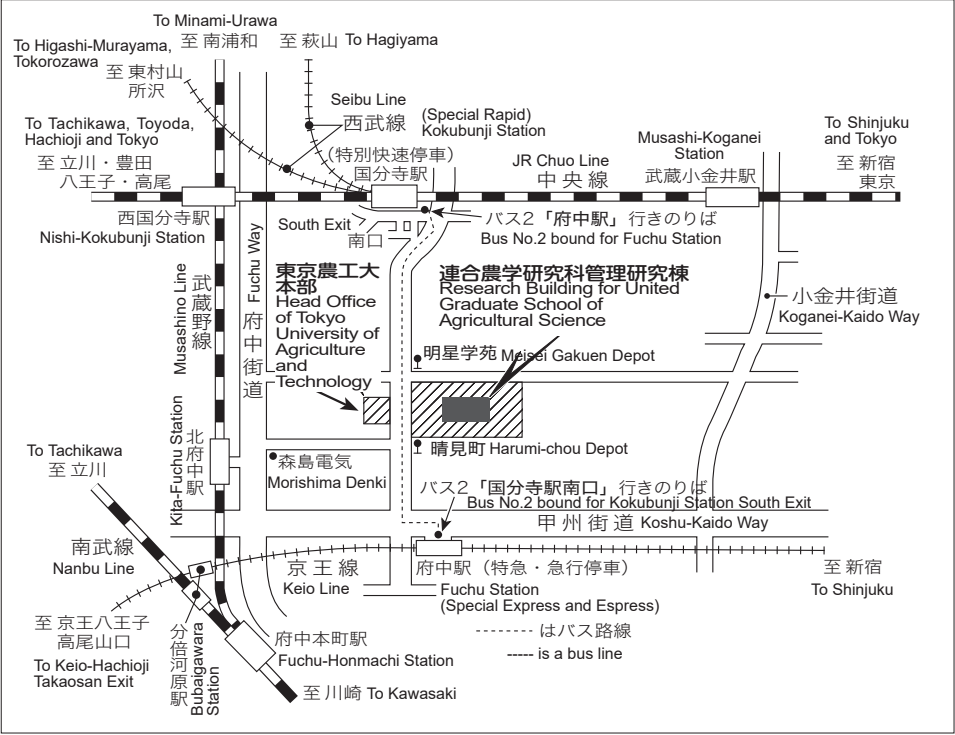 To Minami-Urawa
至 南浦和
至 萩山 To Hagiyama
To Higashi-Murayama,
Tokorozawa
至 東村山
所沢
Seibu Line
西武線
(Special Rapid)
Kokubunji Station
（特別快速停車）
国分寺駅
To Tachikawa, Toyoda,
Hachioji and Tokyo
至 立川・豊田
八王子・高尾
JR Chuo Line
中央線
Musashi-Koganei
Station
武蔵小金井駅
To Shinjuku
and Tokyo
至 新宿
東京
西国分寺駅
Nishi-Kokubunji Station
South Exit
南口
バス2「府中駅」行きのりば
Bus No.2 bound for Fuchu Station
Musashino Line
武蔵野線
Fuchu Way
府中街道
東京農工大
本部
Head Office
of Tokyo
University of
Agriculture
and
Technology
連合農学研究科管理研究棟
Research Building for United
Graduate School of
Agricultural Science
小金井街道
Koganei-Kaido Way
明星学苑 Meisei Gakuen Depot
晴見町 Harumi-chou Depot
Kita-Fuchu Station
北府中駅
森島電気
Morishima Denki
バス2「国分寺駅南口」行きのりば
Bus No.2 bound for Kokubunji Station South Exit
甲州街道 Koshu-Kaido Way
To Tachikawa
至 立川
南武線
Nanbu Line
京王線
Keio Line
府中駅（特急・急行停車）
Fuchu Station
(Special Express and Espress)
至 新宿
To Shinjuku
至 京王八王子
高尾山口
To Keio-Hachioji
Takaosan Exit
分倍河原駅
Bubaigawara
Station
府中本町駅
Fuchu-Honmachi Station
至 川崎 To Kawasaki
------------ はバス路線
----- is a bus line